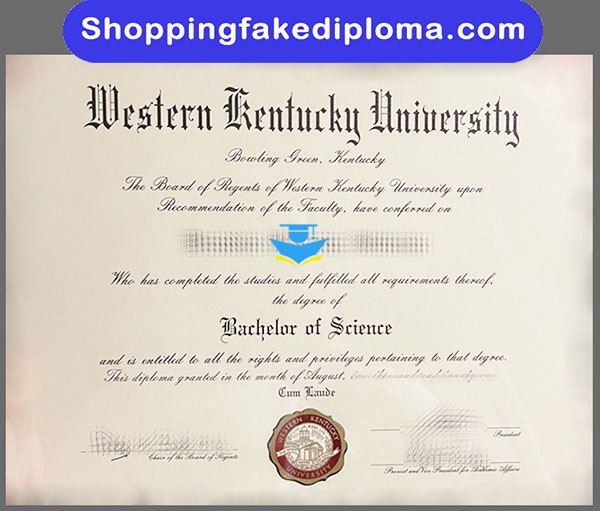 Shoppingfakediploma.com
Western Kentucky University
Bowling Green, Kentucky
The Board of Regents of Western Kentucky University upon
Recommendation of the Faculty, have conferred on
Who has completed the studies and fulfilled all requirements thereof,
the degree of
Bachelor of Science
and is entitled to all the rights and privileges pertaining to that degree.
This diploma granted in the month of August,
Cum Laude
WESTERN KENTUCKY
UNIVERSITY
President
Chair of the Board of Regents
Provost and Vice President for Academic Affairs